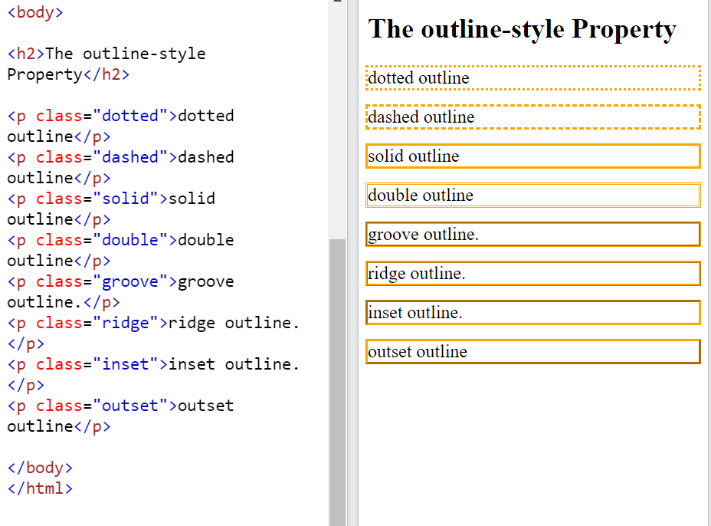 <body>
<h2>The outline-style
Property</h2>
<p class="dotted">dotted
outline</p>
<p class="dashed">dashed
outline</p>
<p class="solid">solid
outline</p>
<p class="double">double
outline</p>
<p class="groove">groove
outline.</p>
<p class="ridge">ridge outline.
</p>
<p class="inset">inset outline.
</p>
<p class="outset">outset
outline</p>
</body>
</html>
The outline-style Property
dotted outline
dashed outline
solid outline
double outline
groove outline.
ridge outline.
inset outline.
outset outline